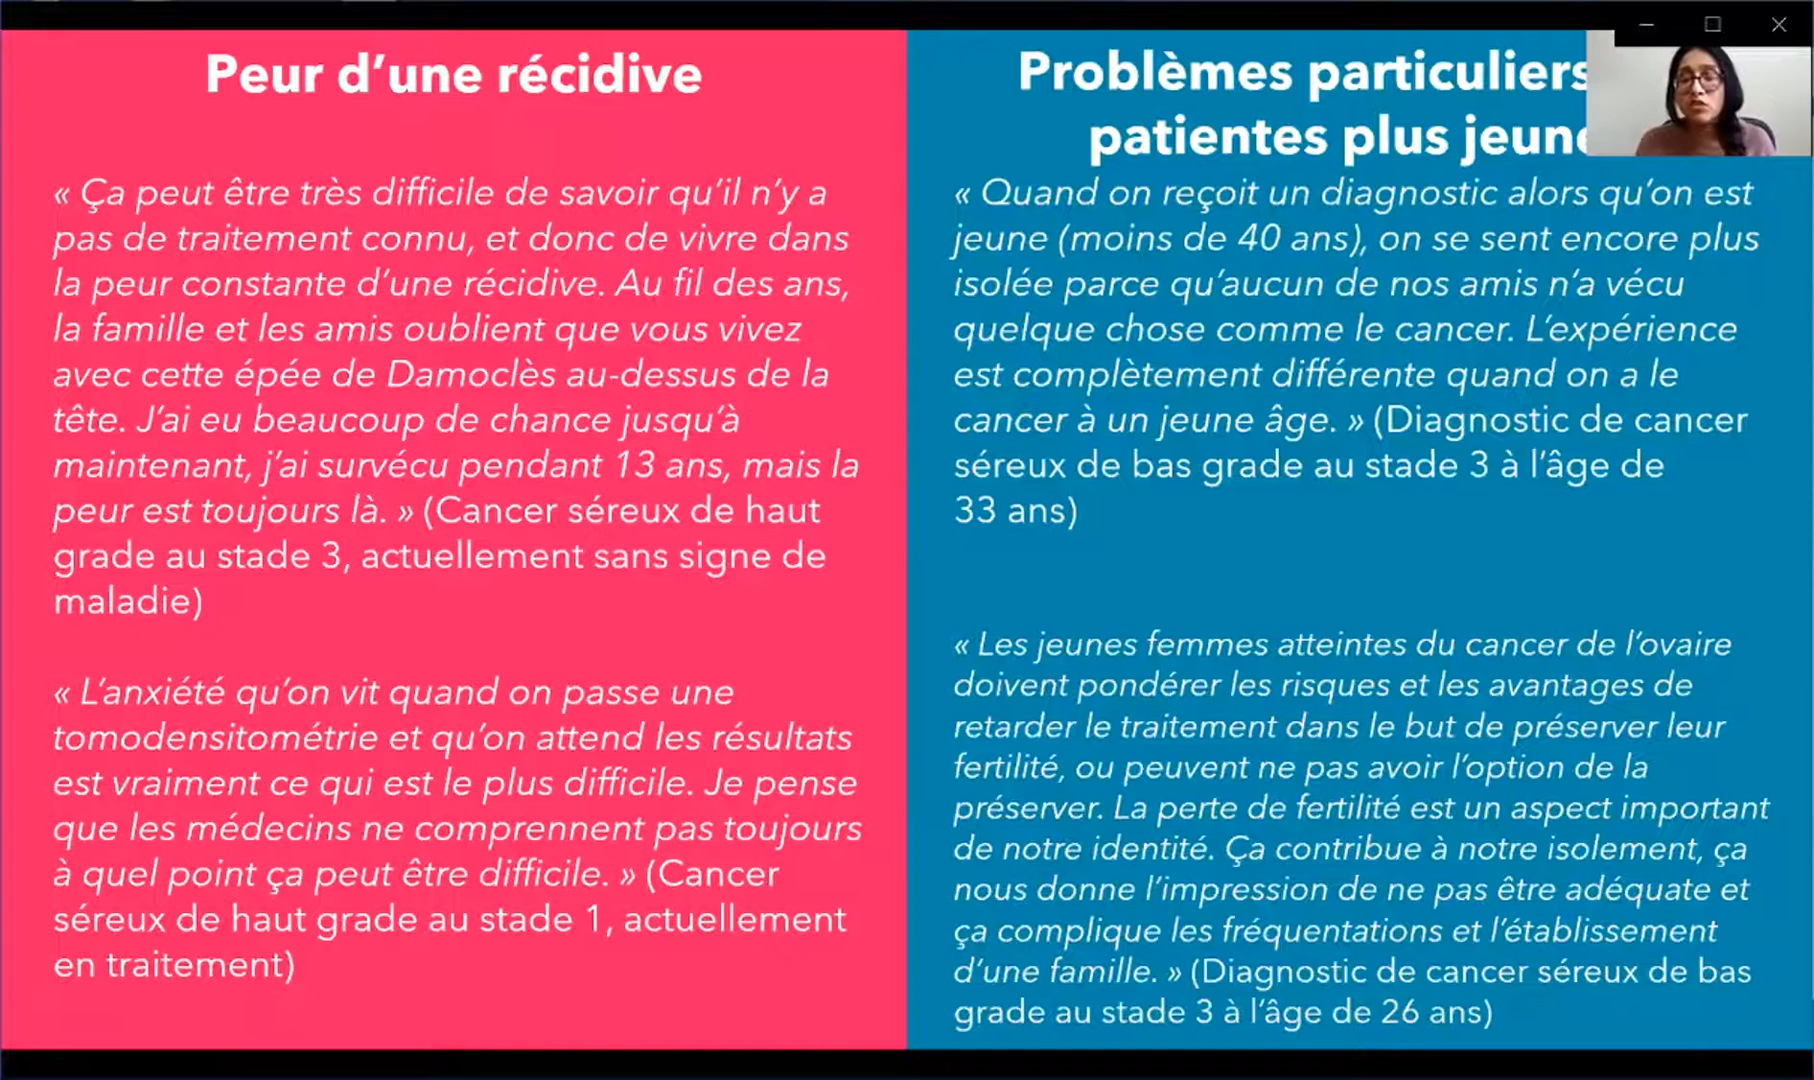 Peur d’une récidive
« Ça peut être très difficile de savoir qu’il n’y a
pas de traitement connu, et donc de vivre dans
la peur constante d’une récidive. Au fil des ans,
la famille et les amis oublient que vous vivez
avec cette épée de Damoclès au-dessus de la
tête. J’ai eu beaucoup de chance jusqu’à
maintenant, j’ai survécu pendant 13 ans, mais la
peur est toujours là. » (Cancer séreux de haut
grade au stade 3, actuellement sans signe de
maladie)
« L’anxiété qu’on vit quand on passe une
tomodensitométrie et qu’on attend les résultats
est vraiment ce qui est le plus difficile. Je pense
que les médecins ne comprennent pas toujours
à quel point ça peut être difficile. » (Cancer
séreux de haut grade au stade 1, actuellement
en traitement)
Problèmes particuliers
patientes plus
« Quand on reçoit un diagnostic alors qu’on est
jeune (moins de 40 ans), on se sent encore plus
isolée parce qu’aucun de nos amis n’a vécu
quelque chose comme le cancer. L’expérience
est complètement différente quand on a le
cancer à un jeune âge. » (Diagnostic de cancer
séreux de bas grade au stade 3 à l’âge de
33 ans)
« Les jeunes femmes atteintes du cancer de l’ovaire
doivent pondérer les risques et les avantages de
retarder le traitement dans le but de préserver leur
fertilité, ou peuvent ne pas avoir l’option de la
préserver. La perte de fertilité est un aspect important
de notre identité. Ça contribue à notre isolement, ça
nous donne l’impression de ne pas être adéquate et
ça complique les fréquentations et l’établissement
d’une famille. » (Diagnostic de cancer séreux de bas
grade au stade 3 à l’âge de 26 ans)